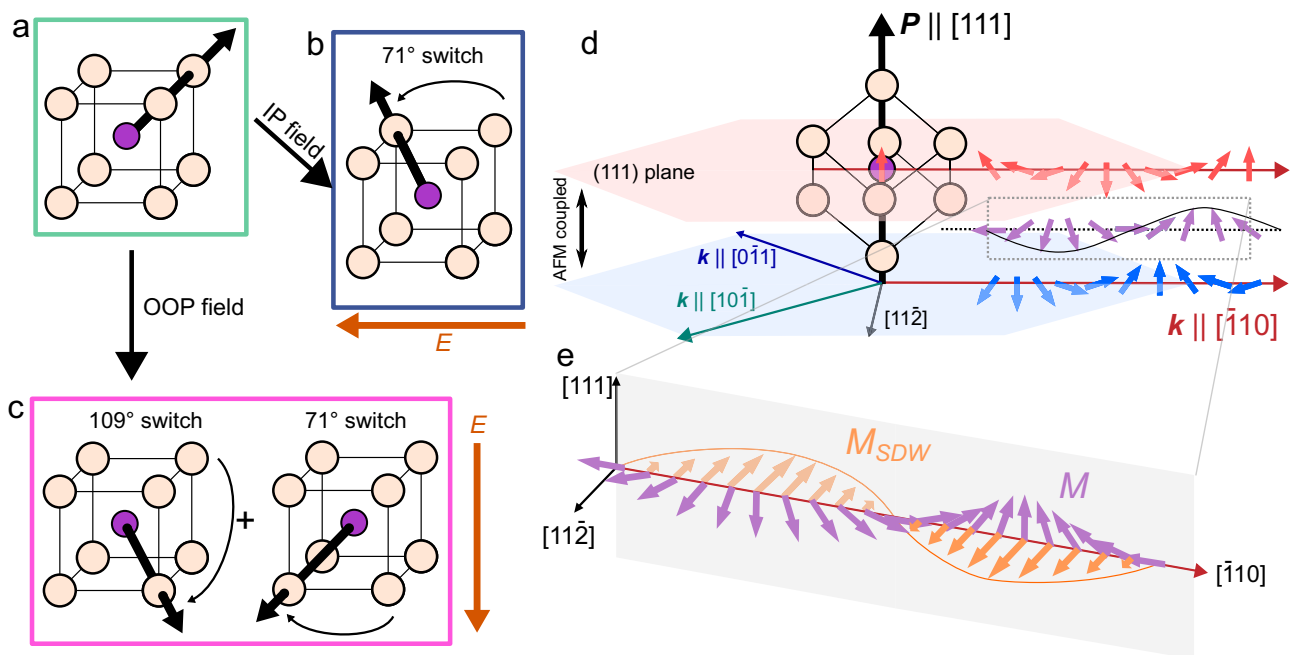 a
IP field
OOP field
b
71° switch
E
c
109° switch
+
71° switch
E
d
P || [111]
(111) plane
AFM coupled
k || [01̄1]
k || [101̄]
[112̄]
k || [1̄10]
e
[111]
M_SDW
M
[112̄]
[1̄10]